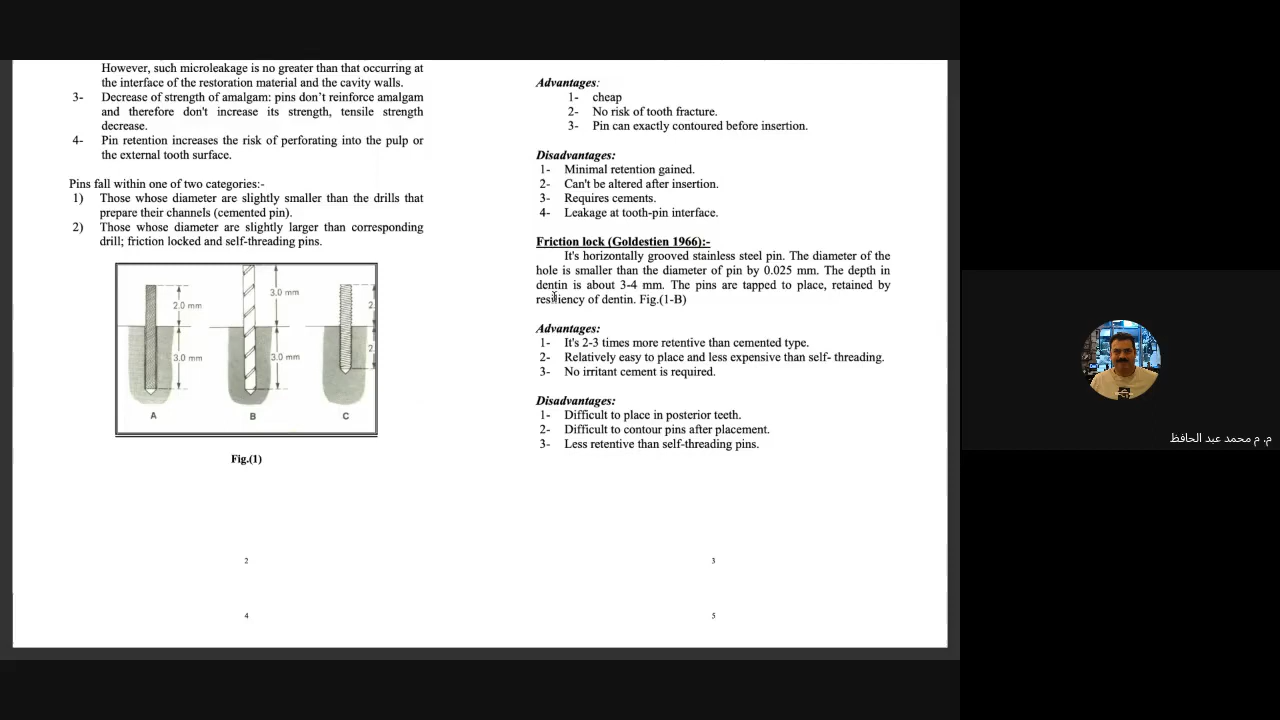 However, such microleakage is no greater than that occurring at
the interface of the restoration material and the cavity walls.
3- Decrease of strength of amalgam: pins don't reinforce amalgam
and therefore don't increase its strength, tensile strength
decrease.
4- Pin retention increases the risk of perforating into the pulp or
the external tooth surface.
Pins fall within one of two categories:-
1) Those whose diameter are slightly smaller than the drills that
prepare their channels (cemented pin).
2) Those whose diameter are slightly larger than corresponding
drill; friction locked and self-threading pins.
2.0 mm
3.0 mm
A
3.0 mm
3.0 mm
B
2.
2.
C
Fig.(1)
2
4
Advantages:
1- cheap
2- No risk of tooth fracture.
3- Pin can exactly contoured before insertion.
Disadvantages:
1- Minimal retention gained.
2- Can't be altered after insertion.
3- Requires cements.
4- Leakage at tooth-pin interface.
Friction lock (Goldestien 1966):-
It's horizontally grooved stainless steel pin. The diameter of the
hole is smaller than the diameter of pin by 0.025 mm. The depth in
dentin is about 3-4 mm. The pins are tapped to place, retained by
resiliency of dentin. Fig.(1-B)
Advantages:
1- It's 2-3 times more retentive than cemented type.
2- Relatively easy to place and less expensive than self- threading.
3- No irritant cement is required.
Disadvantages:
1- Difficult to place in posterior teeth.
2- Difficult to contour pins after placement.
3- Less retentive than self-threading pins.
3
5
م. م محمد عبد الحافظ